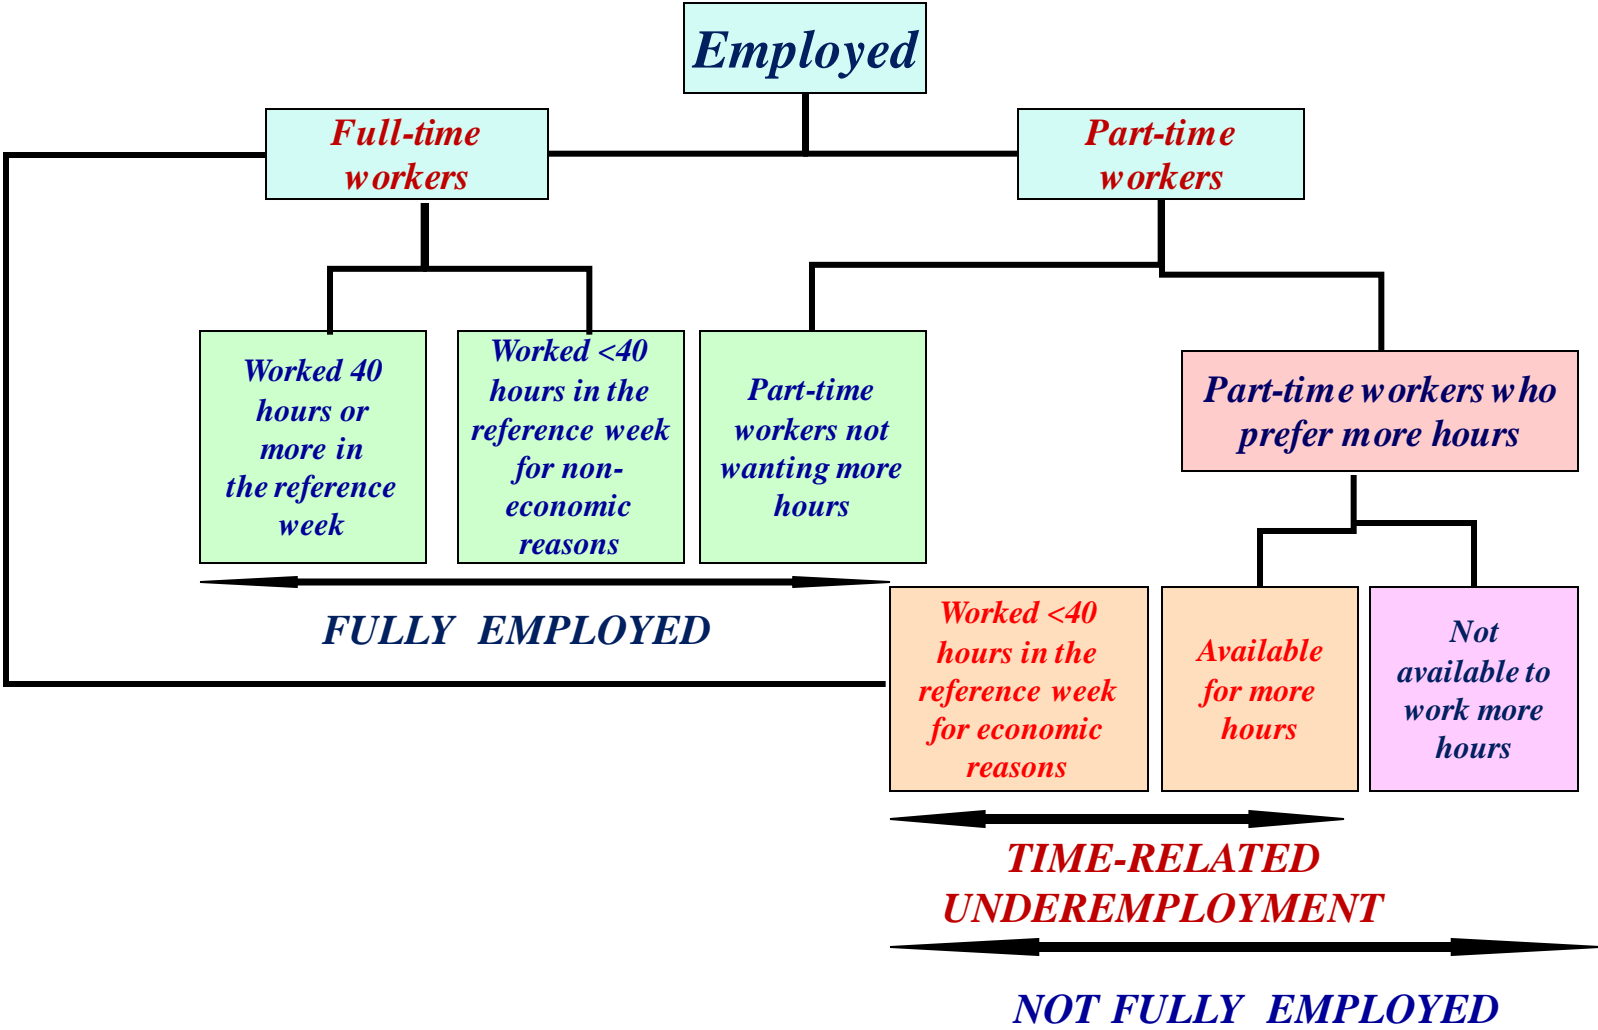 Employed
Full-time
workers
Part-time
workers
Worked 40
hours or
more in
the reference
week
Worked <40
hours in the
reference week
for non-
economic
reasons
Part-time
workers not
wanting more
hours
Part-time workers who
prefer more hours
FULLY EMPLOYED
Worked <40
hours in the
reference week
for economic
reasons
Available
for more
hours
Not
available to
work more
hours
TIME-RELATED
UNDEREMPLOYMENT
NOT FULLY EMPLOYED